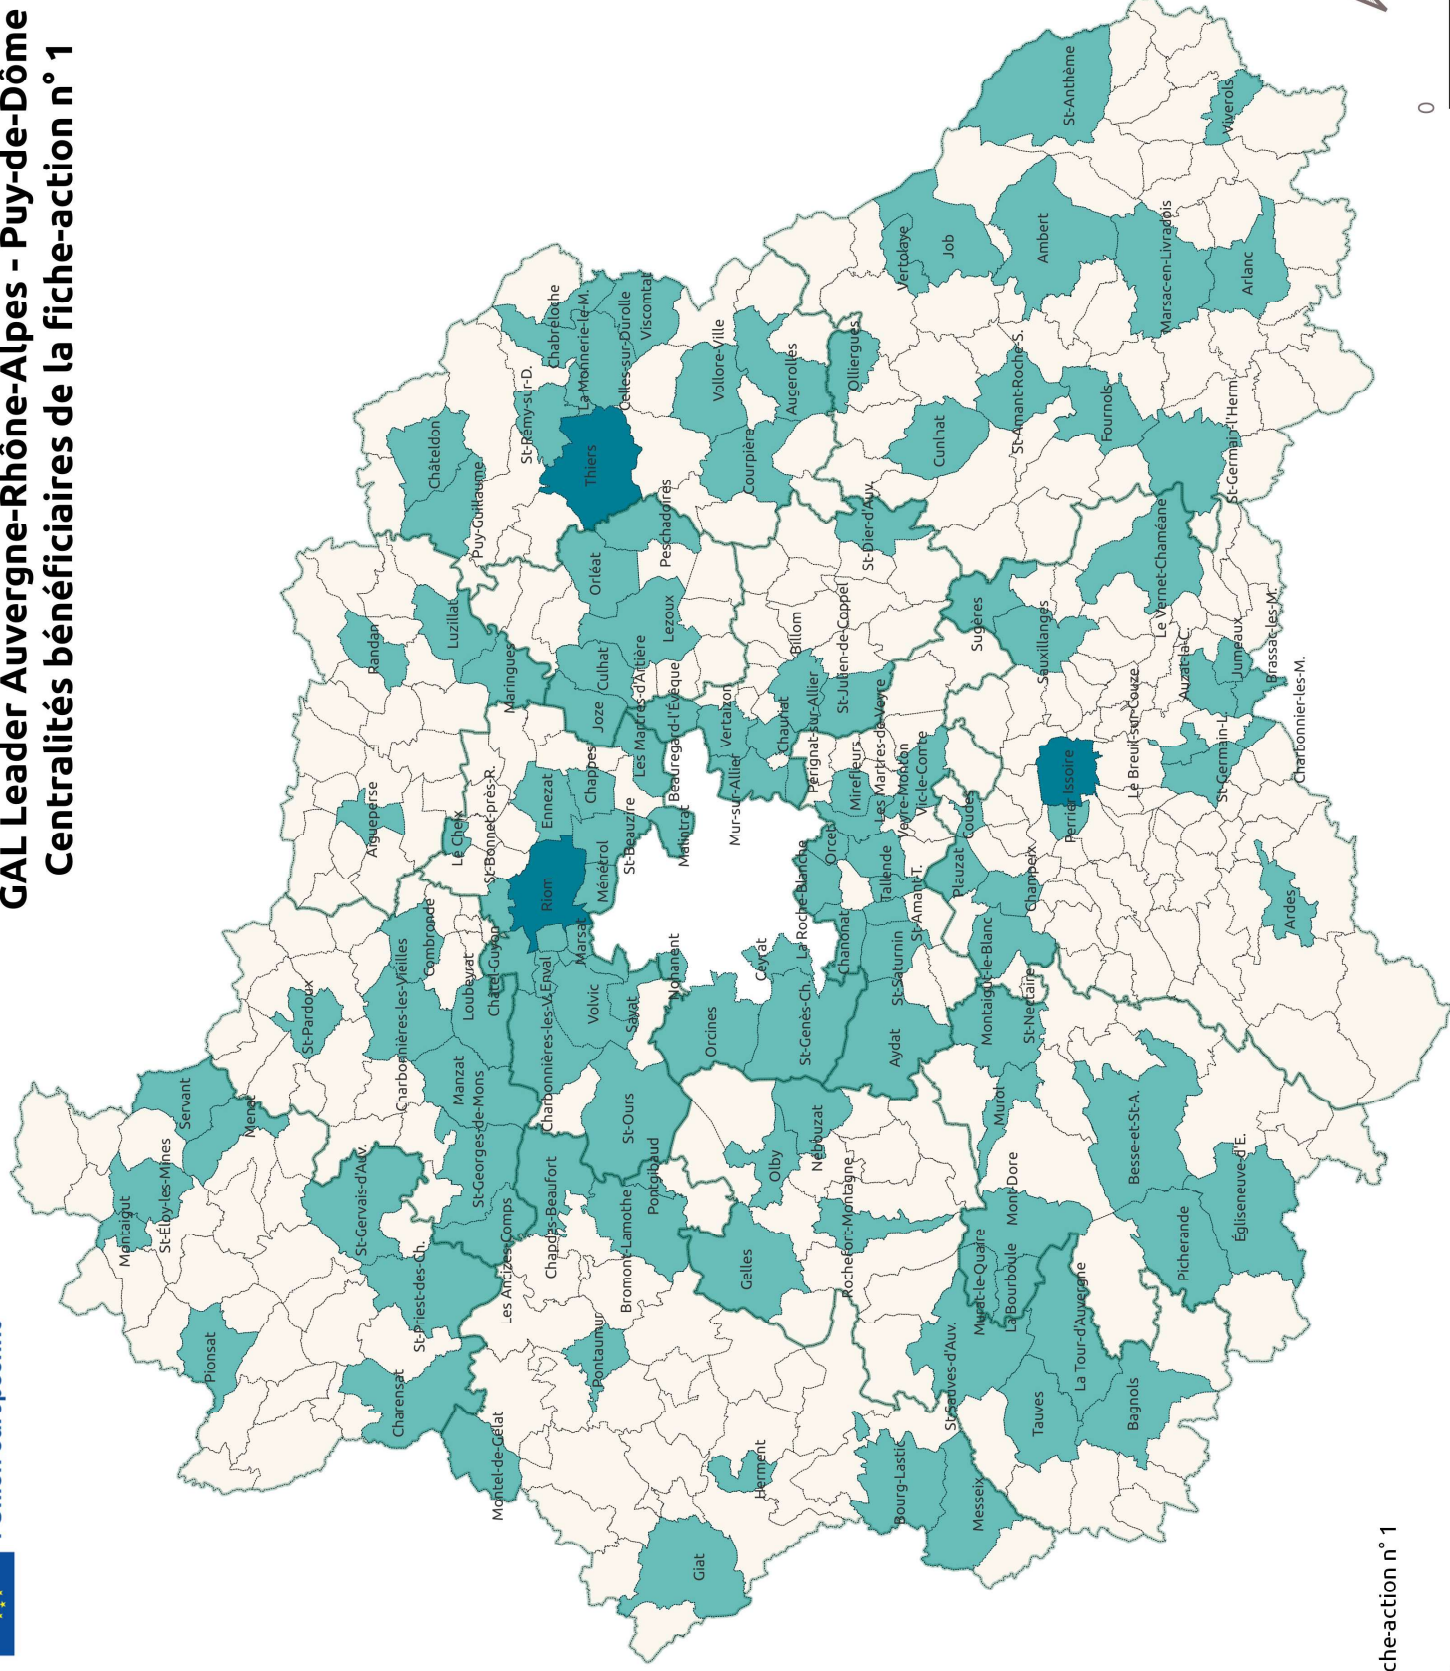 GAL Leader Auvergne-Rhône-Alpes - Puy-de-Dôme
Centralités bénéficiaires de la fiche-action n° 1
Montaigut
St-Éloy-les-Mines
Servant
Menat
Pionsat
St-Pardoux
St-Gervais-d'Auv.
St-Priest-des-Ch.
Charensat
Charbonnières-les-Vieilles
Combronde
Aigueperse
Randan
Châteldon
Luzillat
Le Cheix
Manzat
Loubeyrat
St-Georges-de-Mons
Puy-Guillaume
Châtel-Guyon
St-Bonnet-près-R.
Montel-de-Gelat
Les Ancizes-Comps
Maringues
St-Rémy-sur-D.
Charbonnières-les-V.
Enval
Riom
Ennezat
Chabreloche
Chapdes-Beaufort
Marsat
Chappes
La Monnerie-le-M.
Thiers
Pontaumur
Volvic
Ménétrol
Joze
Culhat
Orléat
Celles-sur-Durolle
Bromont-Lamothe
St-Ours
Sayat
St-Beauzire
Les Martres-d'Artière
Viscomtat
Pontgibaud
Nohanent
Malintrat
Beauregard-l'Évêque
Lezoux
Peschadoires
Giat
Orcines
Vertaizon
Vollore-Ville
Mur-sur-Allier
Gelles
Herment
Olby
Ceyrat
Chauriat
Billom
Courpière
Augerolles
Nébouzat
St-Genès-Ch.
La Roche-Blanche
Pérignat-sur-Allier
Rochefort-Montagne
Chanonat
Orcet
Mirefleurs
St-Julien-de-Coppel
Olliergues
St-Dier-d'Auv.
Bourg-Lastic
Aydat
St-Saturnin
Tallende
Les Martres-de-Veyre
Veyre-Monton
St-Amant-T.
Vic-le-Comte
Vertolaye
Cunlhat
Job
St-Sauves-d'Auv.
Plauzat
Coudes
Sugères
Messeix
Murat-le-Quaire
Montaigut-le-Blanc
Murol
Mont-Dore
La Bourboule
St-Nectaire
Champeix
St-Amant-Roche-S.
Ambert
St-Anthème
Tauves
Perrier
Issoire
Sauxillanges
La Tour-d'Auvergne
Fournols
Bagnols
Besse-et-St-A.
Le Breuil-sur-Couze
Le Vernet-Chaméane
Marsac-en-Livradois
Picherande
Auzat-la-C.
St-Germain-L.
Jumeaux
St-Germain-l'Herm
Viverols
Égliseneuve-d'E.
Arlanc
Ardes
Brassac-les-M.
Charbonnier-les-M.
che-action n° 1
0